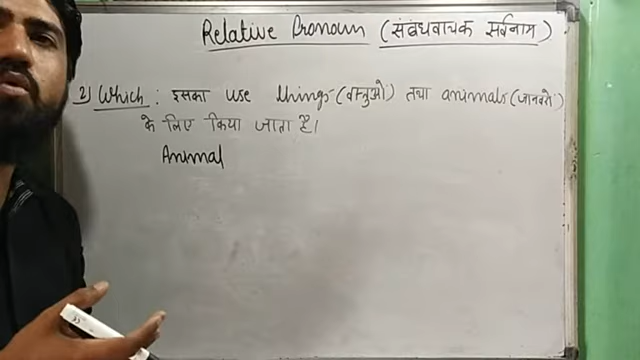 Relative Pronoun (संबंधवाचक सर्वनाम)
2) Which : इसका use things (वस्तुओं) तथा animals (जानवरों)
के लिए किया जाता है।
Animal